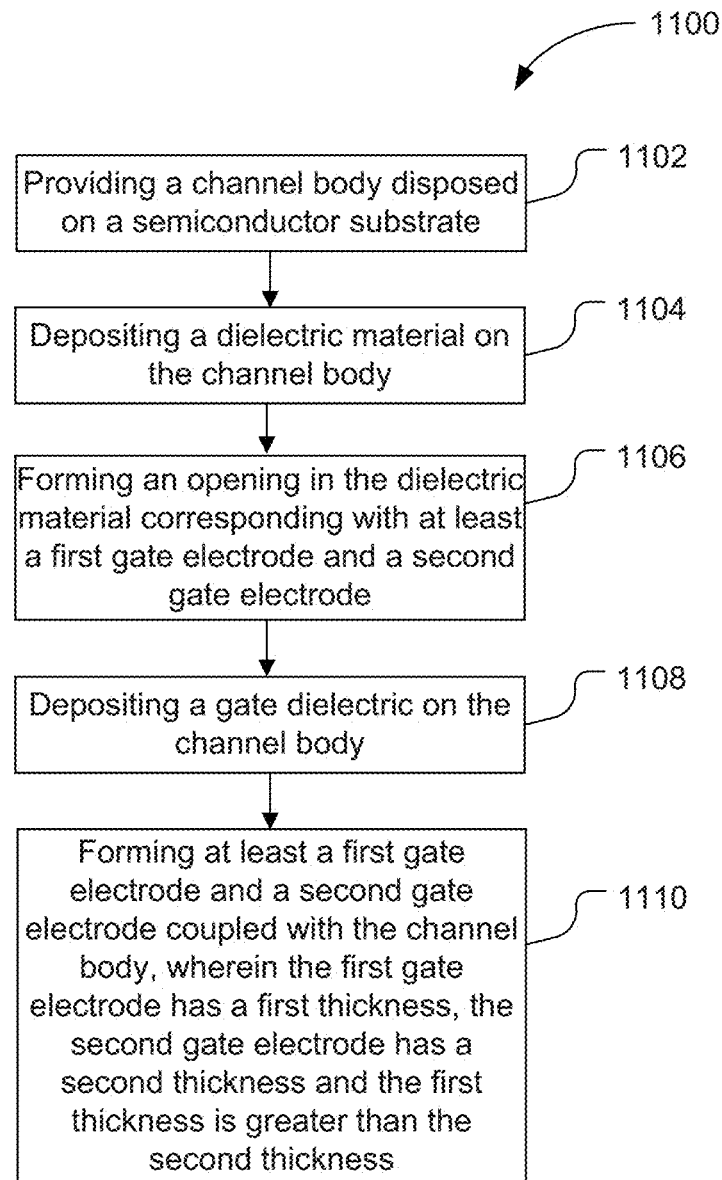 1100
1102
Providing a channel body disposed
on a semiconductor substrate
1104
Depositing a dielectric material on
the channel body
1106
Forming an opening in the dielectric
material corresponding with at least
a first gate electrode and a second
gate electrode
1108
Depositing a gate dielectric on the
channel body
1110
Forming at least a first gate
electrode and a second gate
electrode coupled with the channel
body, wherein the first gate
electrode has a first thickness, the
second gate electrode has a
second thickness and the first
thickness is greater than the
second thickness